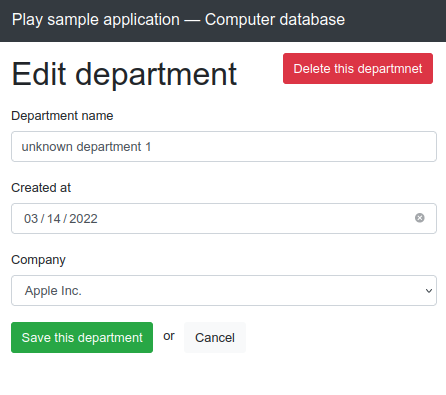 Play sample application — Computer database
Edit department
Delete this departmnet
Department name
unknown department 1
Created at
03/14/2022
Company
Apple Inc.
Save this department
or
Cancel